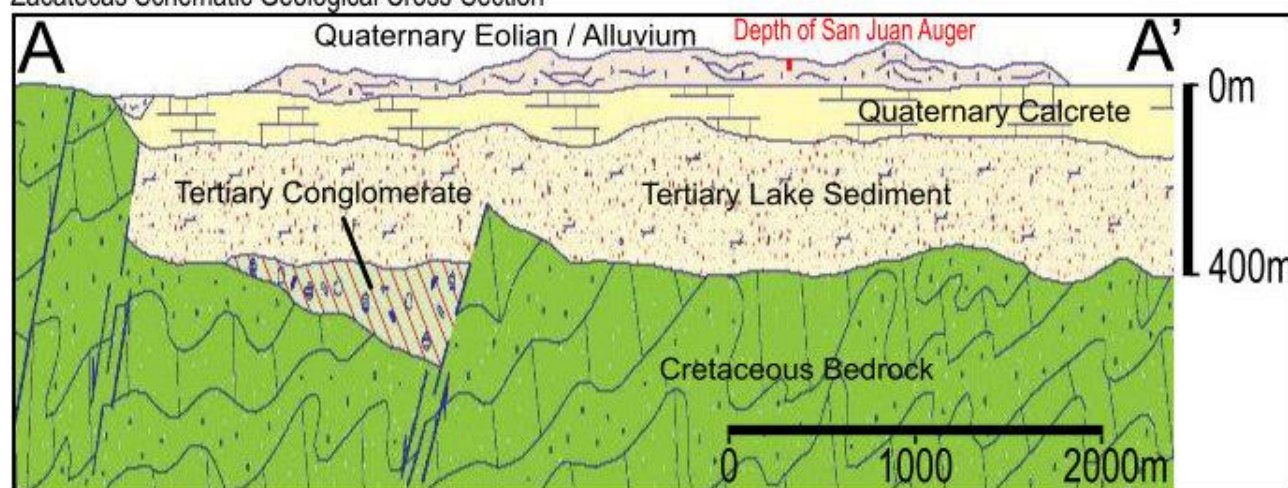 Zacatecas Schematic Geological Cross-Section
A
Quaternary Eolian / Alluvium
Depth of San Juan Auger
A’
0m
Quaternary Calcrete
Tertiary Conglomerate
Tertiary Lake Sediment
400m
Cretaceous Bedrock
0 1000 2000m